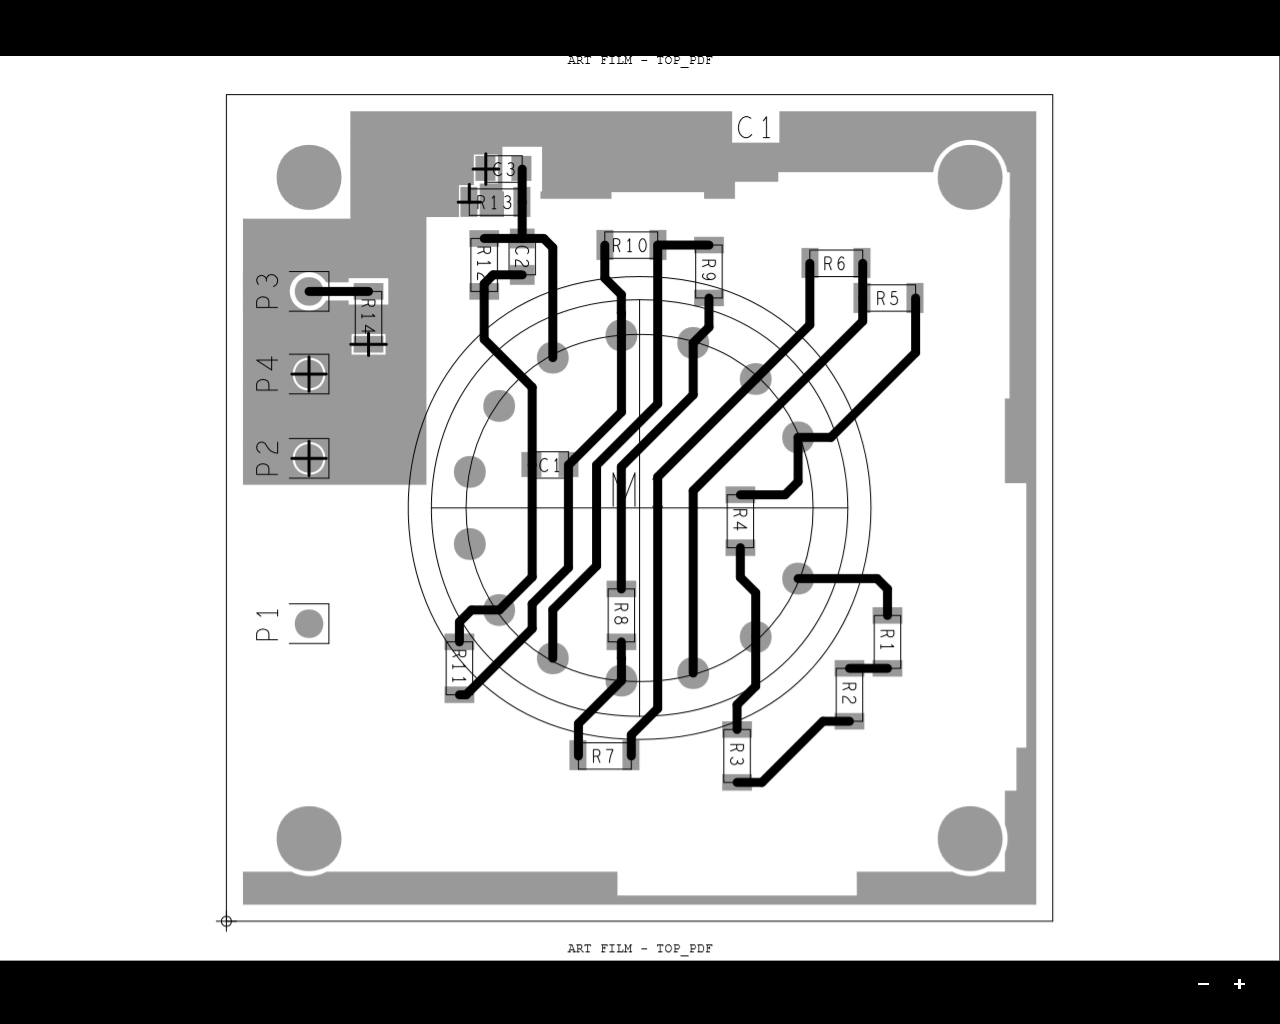 ART FILM - TOP_PDF
C1
C3
R13
R12
C2
R10
R9
R6
R5
P3
R14
P4
P2
C1
M
R4
P1
R8
R1
R11
R2
R7
R3
ART FILM - TOP_PDF